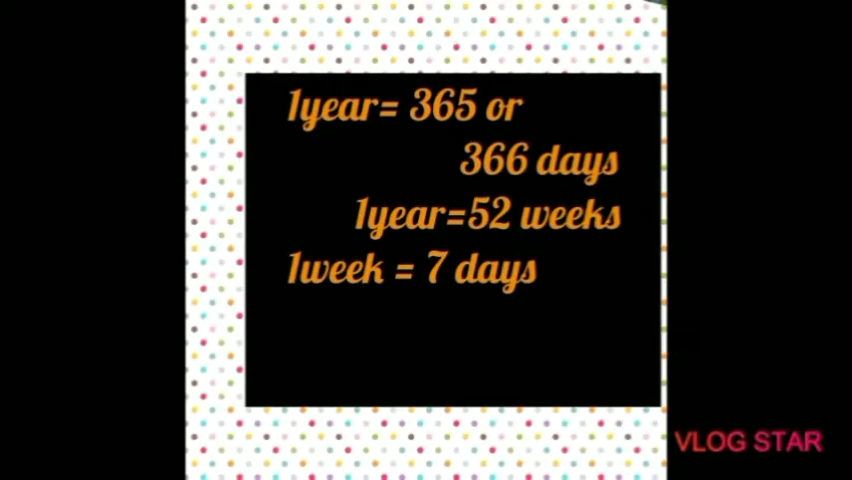 1year= 365 or
366 days
1year=52 weeks
1week = 7 days
VLOG STAR